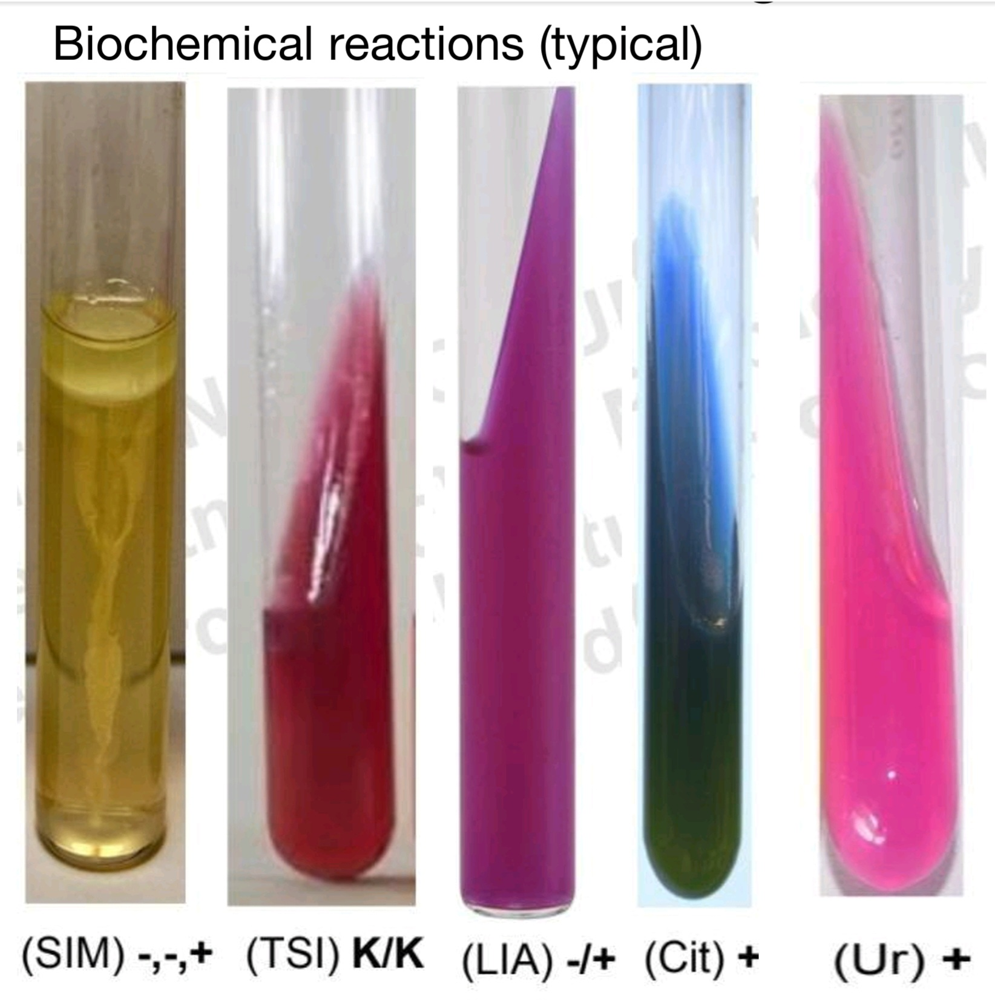 Biochemical reactions (typical)
(SIM) -,-,+ (TSI) K/K (LIA) -/+ (Cit) + (Ur) +